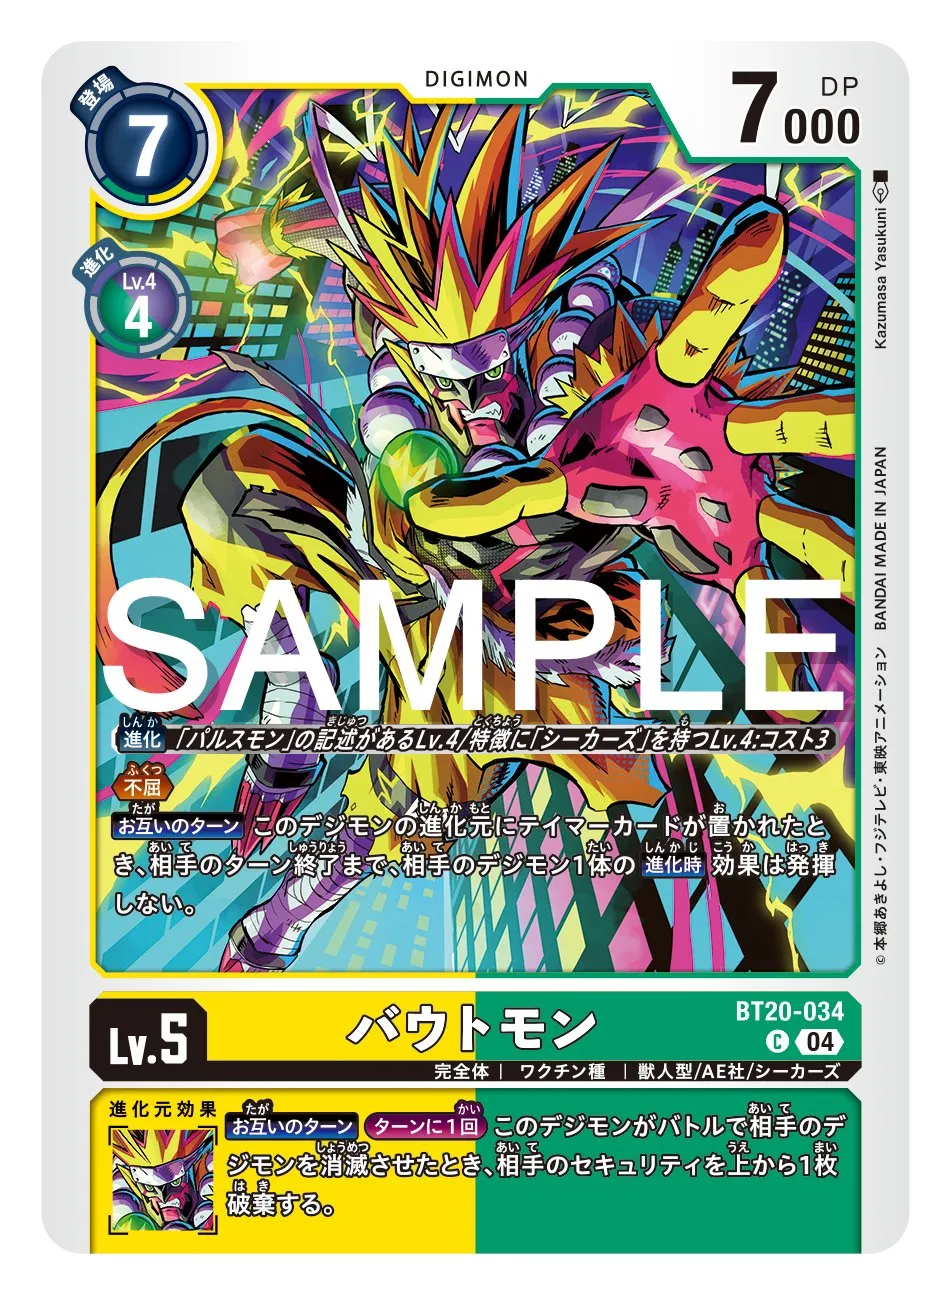 DIGIMON
登場
7
7000
DP
進化
Lv.4
4
Kazumasa Yasukuni
BANDAI MADE IN JAPAN
©本郷あきよし・フジテレビ・東映アニメーション
SAMPLE
進化 「パルスモン」の記述があるLv.4/特徴に「シーカーズ」を持つLv.4:コスト3
不屈
お互いのターン このデジモンの進化元にテイマーカードが置かれたと
き、相手のターン終了まで、相手のデジモン1体の 進化時 効果は発揮
しない。
Lv.5
バウトモン
BT20-034
C 04
完全体 | ワクチン種 | 獣人型/AE社/シーカーズ
進化元効果
お互いのターン ターンに1回 このデジモンがバトルで相手のデ
ジモンを消滅させたとき、相手のセキュリティを上から1枚
破棄する。